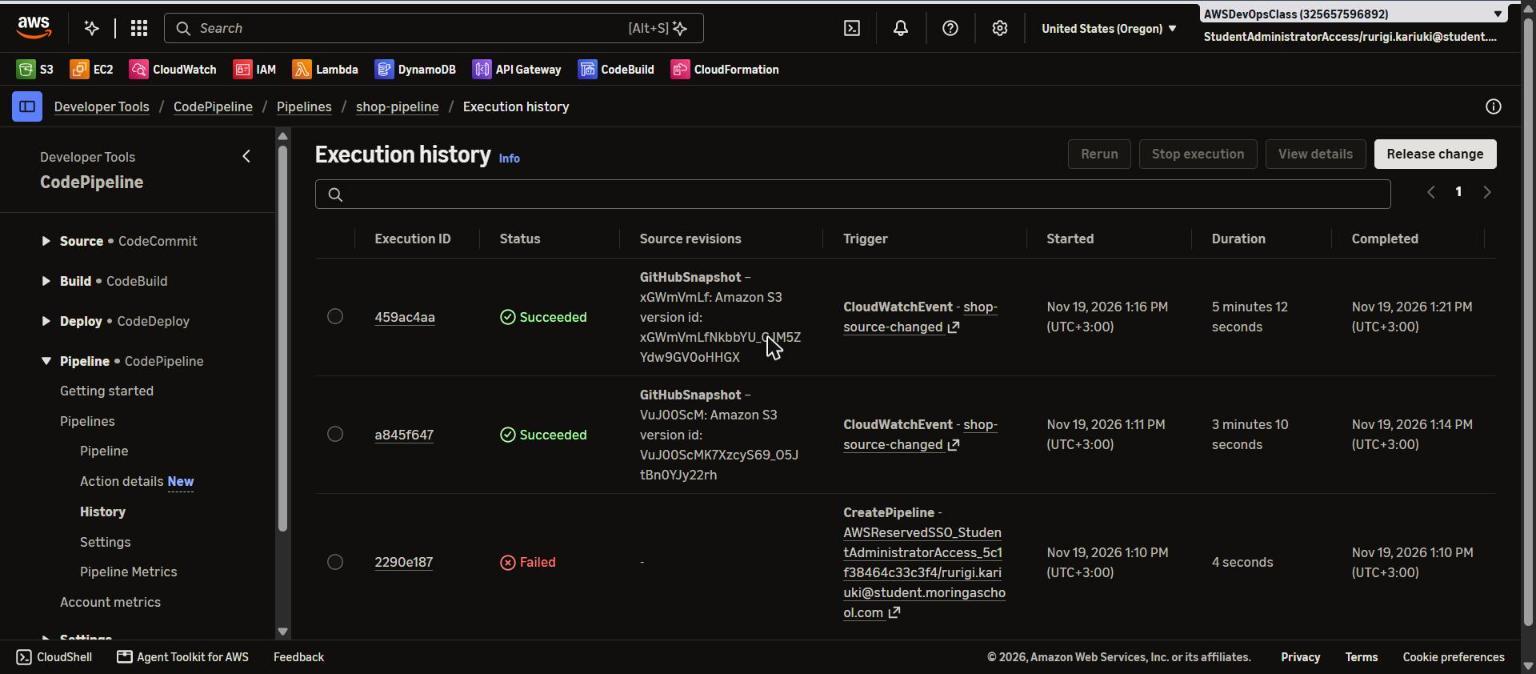 aws
Search
[Alt+S]
United States (Oregon)
AWSDevOpsClass (325657596892)
StudentAdministratorAccess/rurigi.kariuki@student....
S3
EC2
CloudWatch
IAM
Lambda
DynamoDB
API Gateway
CodeBuild
CloudFormation
Developer Tools / CodePipeline / Pipelines / shop-pipeline / Execution history
Developer Tools
CodePipeline
Source • CodeCommit
Build • CodeBuild
Deploy • CodeDeploy
Pipeline • CodePipeline
Getting started
Pipelines
Pipeline
Action details New
History
Settings
Pipeline Metrics
Account metrics
Settings
Execution history Info
Rerun
Stop execution
View details
Release change
1
Execution ID Status Source revisions Trigger Started Duration Completed
459ac4aa
Succeeded
GitHubSnapshot –
xGWmVmLf: Amazon S3
version id:
xGWmVmLfNkbbYU_0JM5Z
Ydw9GV0oHHGX
CloudWatchEvent - shop-
source-changed
Nov 19, 2026 1:16 PM
(UTC+3:00)
5 minutes 12
seconds
Nov 19, 2026 1:21 PM
(UTC+3:00)
a845f647
Succeeded
GitHubSnapshot –
VuJ00ScM: Amazon S3
version id:
VuJ00ScMK7XzcyS69_05J
tBn0YJy22rh
CloudWatchEvent - shop-
source-changed
Nov 19, 2026 1:11 PM
(UTC+3:00)
3 minutes 10
seconds
Nov 19, 2026 1:14 PM
(UTC+3:00)
2290e187
Failed
-
CreatePipeline -
AWSReservedSSO_Studen
tAdministratorAccess_5c1
f38464c33c3f4/rurigi.kari
uki@student.moringascho
ol.com
Nov 19, 2026 1:10 PM
(UTC+3:00)
4 seconds
Nov 19, 2026 1:10 PM
(UTC+3:00)
CloudShell
Agent Toolkit for AWS
Feedback
© 2026, Amazon Web Services, Inc. or its affiliates.
Privacy
Terms
Cookie preferences